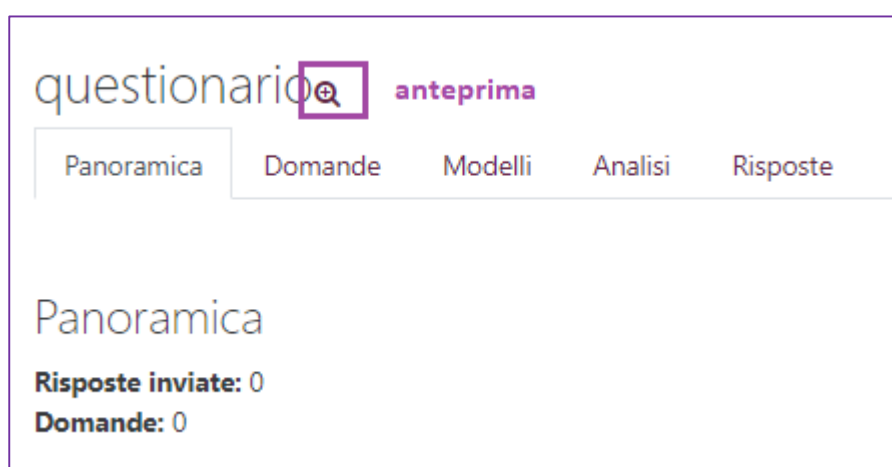 questionario anteprima
Panoramica Domande Modelli Analisi Risposte
Panoramica
Risposte inviate: 0
Domande: 0